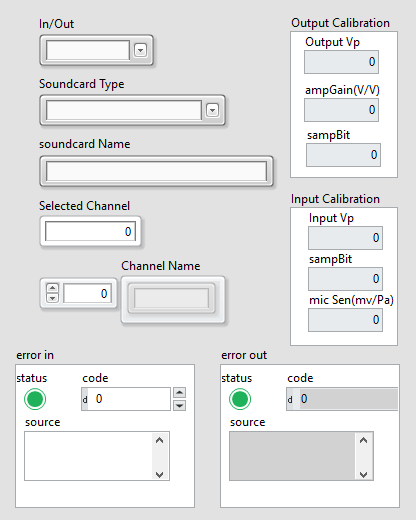 In/Out
Soundcard Type
soundcard Name
Selected Channel
0
Channel Name
0
Output Calibration
Output Vp
0
ampGain(V/V)
0
sampBit
0
Input Calibration
Input Vp
0
sampBit
0
mic Sen(mv/Pa)
0
error in
status
code
d 0
source
error out
status
code
d 0
source